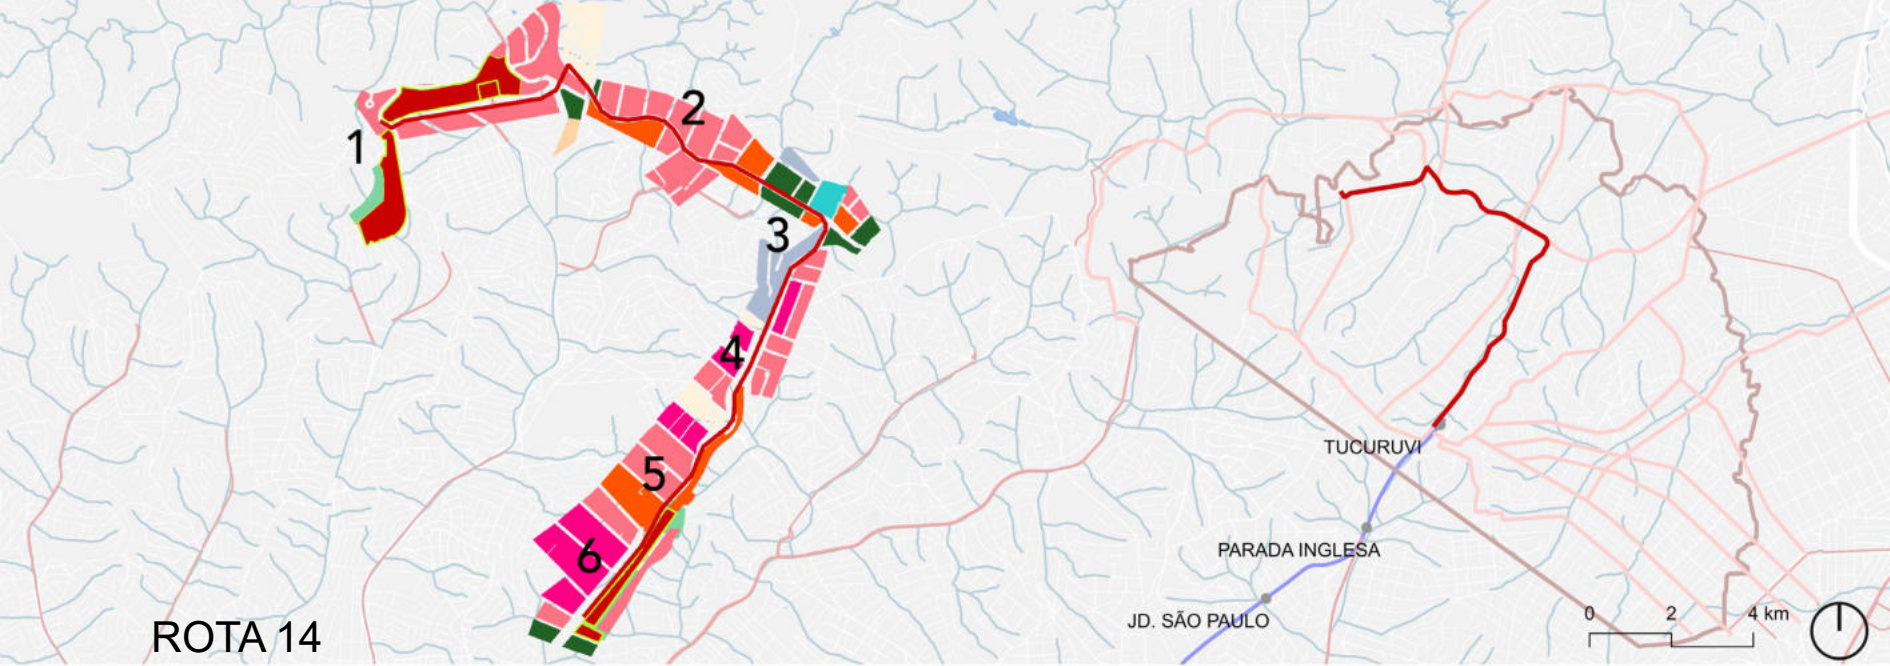 1
2
3
4
5
6
ROTA 14
TUCURUVI
PARADA INGLESA
JD. SÃO PAULO
0 2 4 km